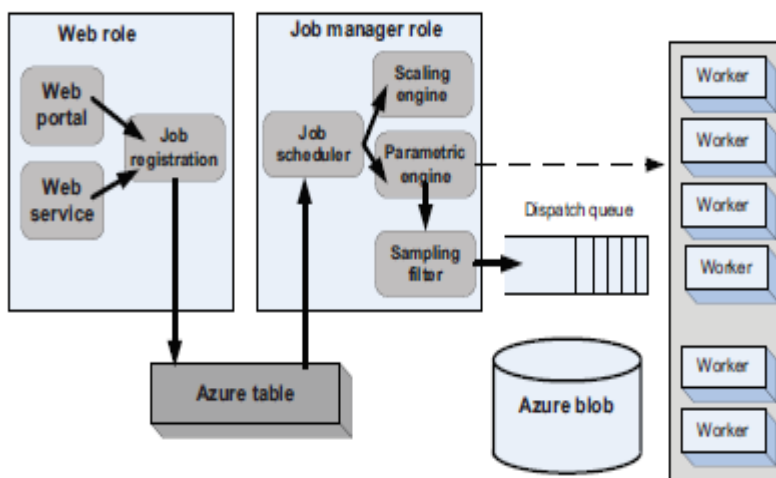 Web role
Web
portal
Web
service
Job
registration
Job manager role
Job
scheduler
Scaling
engine
Parametric
engine
Sampling
filter
Dispatch queue
Azure table
Azure blob
Worker
Worker
Worker
Worker
Worker
Worker